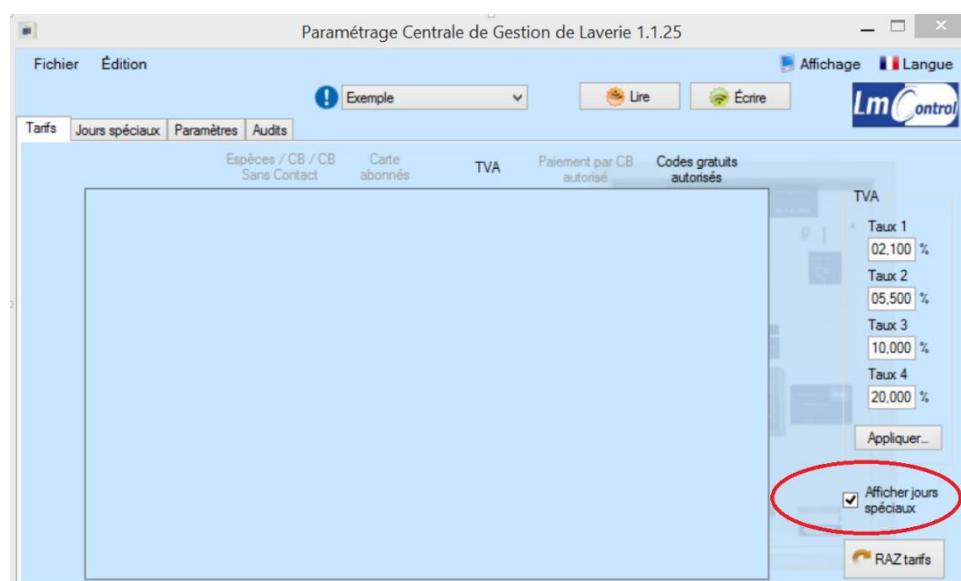 Paramétrage Centrale de Gestion de Laverie 1.1.25
Fichier Édition Affichage Langue
Exemple Lire Écrire
Lm Control
Tarifs Jours spéciaux Paramètres Audits
Espèces / CB / CB
Sans Contact
Carte
abonnés
TVA
Paiement par CB
autorisé
Codes gratuits
autorisés
TVA
Taux 1
02,100 %
Taux 2
05,500 %
Taux 3
10,000 %
Taux 4
20,000 %
Appliquer...
Afficher jours
spéciaux
RAZ tarifs